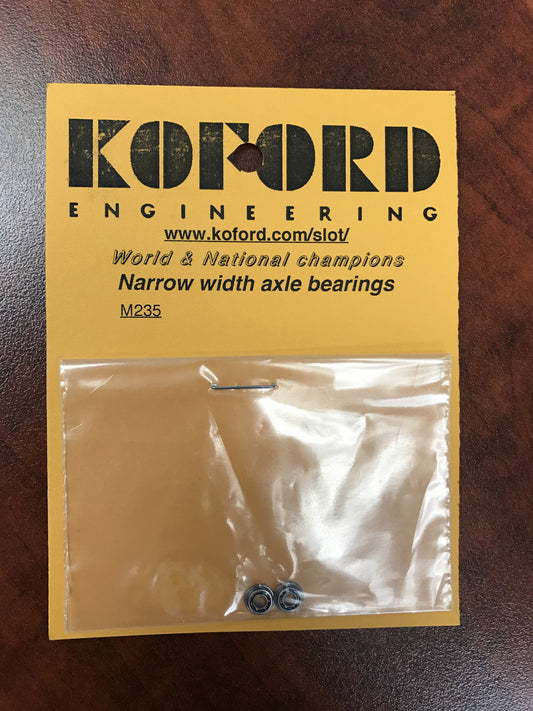 KOFORD
ENGINEERING
www.koford.com/slot/
World & National champions
Narrow width axle bearings
M235